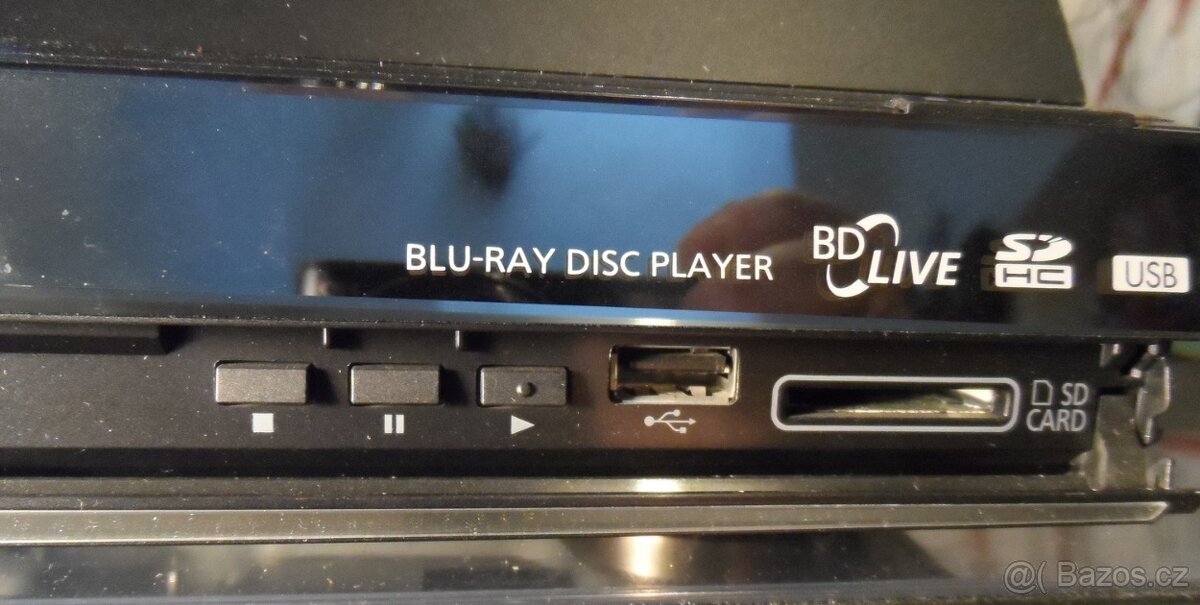 BLU-RAY DISC PLAYER
BD LIVE
SD HC
USB
SD
CARD
@( Bazos.cz